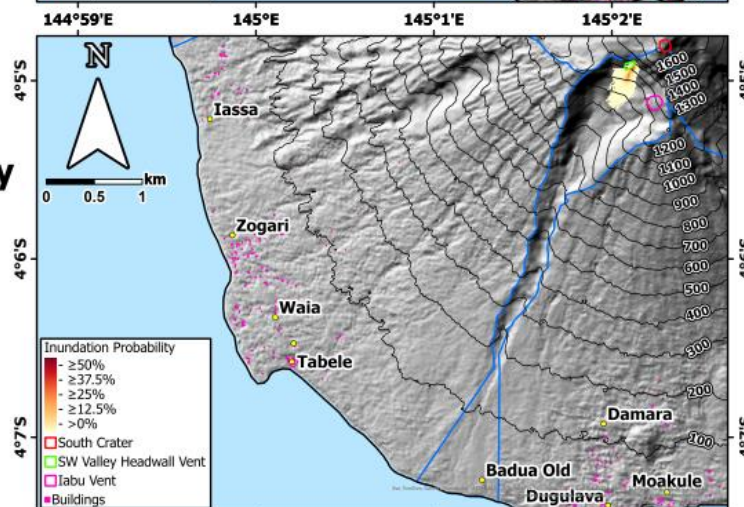 144°59'E 145°E 145°1'E 145°2'E
4°5'S
4°5'S
N
km
0 0.5 1
y
Iassa
Zogari
Waia
Tabele
4°6'S
4°6'S
1600
1500
1400
1300
1200
1100
1000
900
800
700
600
500
400
300
200
100
Inundation Probability
- ≥50%
- ≥37.5%
- ≥25%
- ≥12.5%
- >0%
South Crater
SW Valley Headwall Vent
Iabu Vent
Buildings
4°7'S
Damara
Badua Old
Moakule
Dugulava